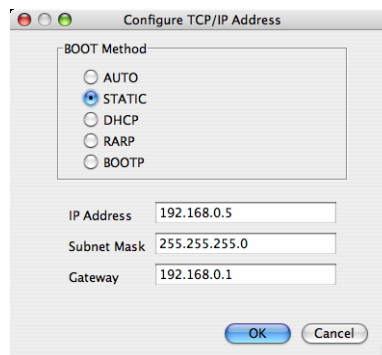 Configure TCP/IP Address
BOOT Method
AUTO
STATIC
DHCP
RARP
BOOTP
IP Address 192.168.0.5
Subnet Mask 255.255.255.0
Gateway 192.168.0.1
OK Cancel